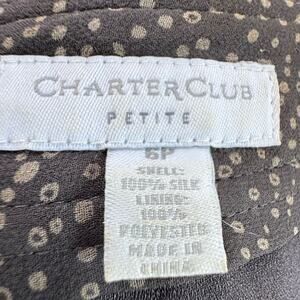 CHARTER CLUB
PETITE
6P
SHELL:
100% SILK
LINING:
100%
POLYESTER
MADE IN
CHINA